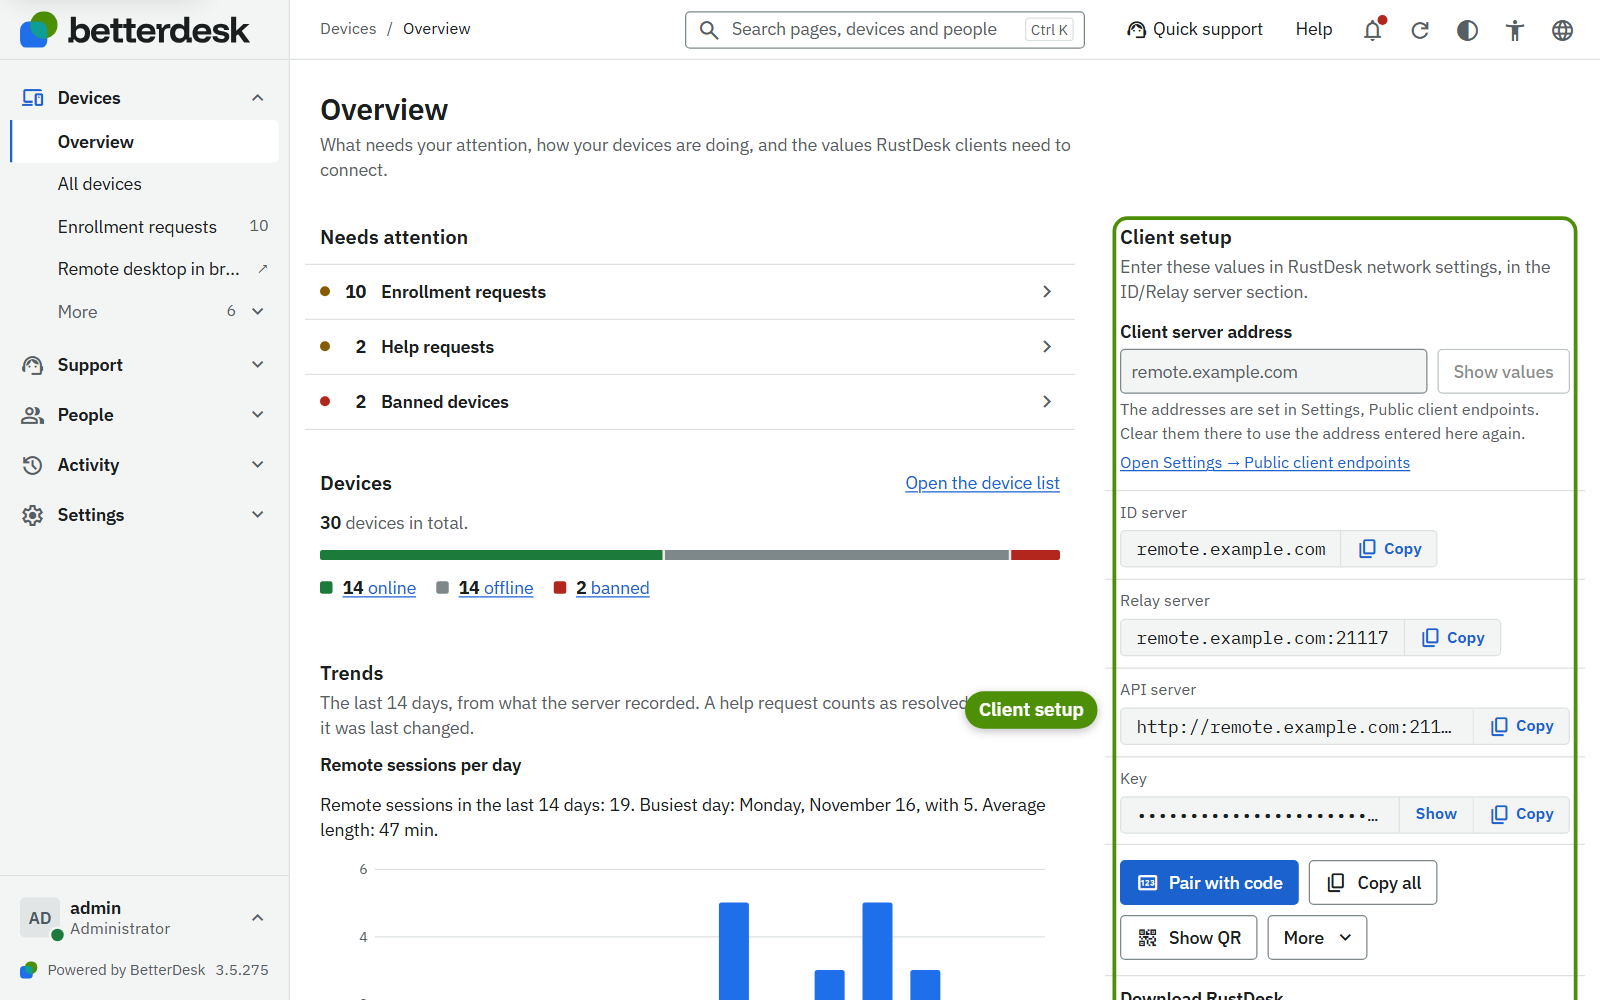 betterdesk
Devices / Overview
Search pages, devices and people
Ctrl K
Quick support
Help
Devices
Overview
All devices
Enrollment requests 10
Remote desktop in br... ↗
More 6
Support
People
Activity
Settings
AD
admin
Administrator
Powered by BetterDesk 3.5.275
Overview
What needs your attention, how your devices are doing, and the values RustDesk clients need to
connect.
Needs attention
10 Enrollment requests
2 Help requests
2 Banned devices
Devices
Open the device list
30 devices in total.
14 online
14 offline
2 banned
Trends
The last 14 days, from what the server recorded. A help request counts as resolved
it was last changed.
Remote sessions per day
Remote sessions in the last 14 days: 19. Busiest day: Monday, November 16, with 5. Average
length: 47 min.
6
4
Client setup
Client setup
Enter these values in RustDesk network settings, in the
ID/Relay server section.
Client server address
remote.example.com
Show values
The addresses are set in Settings, Public client endpoints.
Clear them there to use the address entered here again.
Open Settings → Public client endpoints
ID server
remote.example.com
Copy
Relay server
remote.example.com:21117
Copy
API server
http://remote.example.com:211...
Copy
Key
••••••••••••••••••••••...
Show
Copy
Pair with code
Copy all
Show QR
More
Download RustDesk